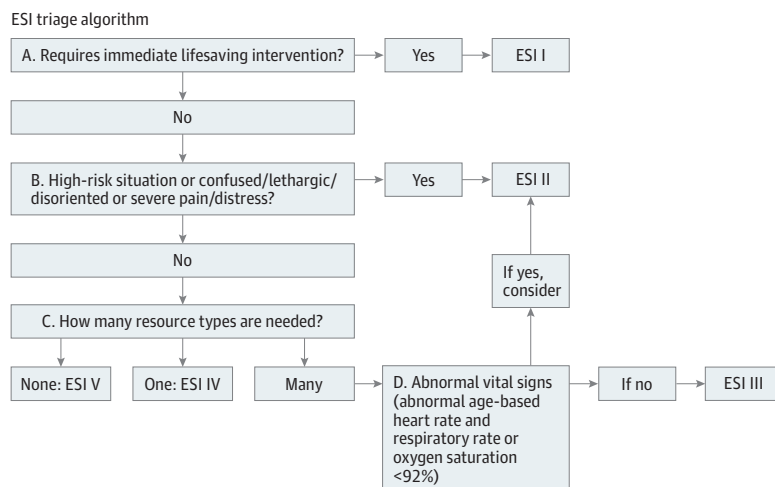 ESI triage algorithm
A. Requires immediate lifesaving intervention?
Yes
ESI I
No
B. High-risk situation or confused/lethargic/
disoriented or severe pain/distress?
Yes
ESI II
No
If yes,
consider
C. How many resource types are needed?
None: ESI V
One: ESI IV
Many
D. Abnormal vital signs
(abnormal age-based
heart rate and
respiratory rate or
oxygen saturation
<92%)
If no
ESI III